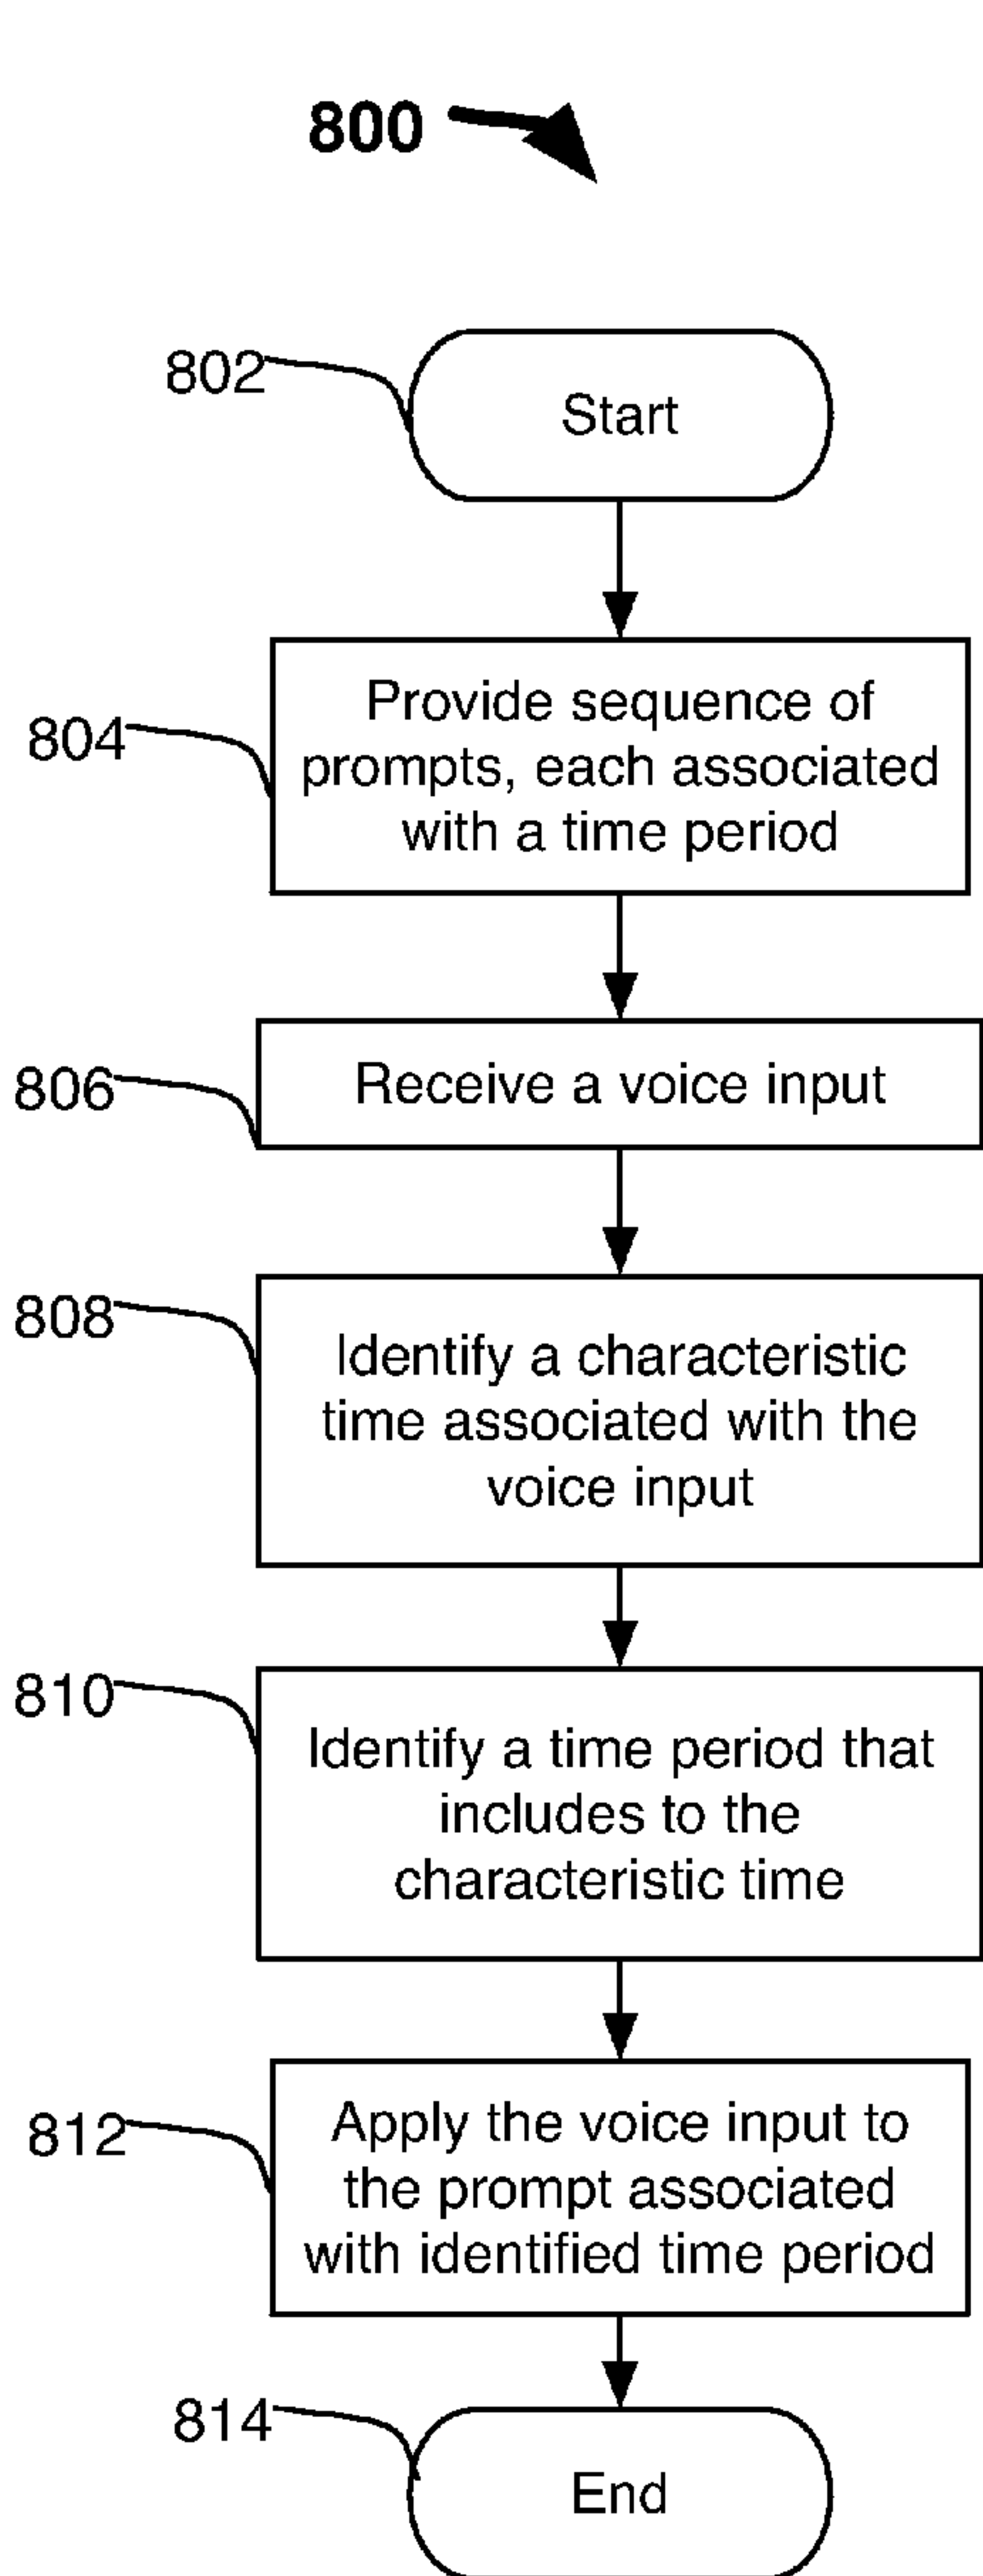 800
802
Start
804
Provide sequence of
prompts, each associated
with a time period
806
Receive a voice input
808
Identify a characteristic
time associated with the
voice input
810
Identify a time period that
includes to the
characteristic time
812
Apply the voice input to
the prompt associated
with identified time period
814
End